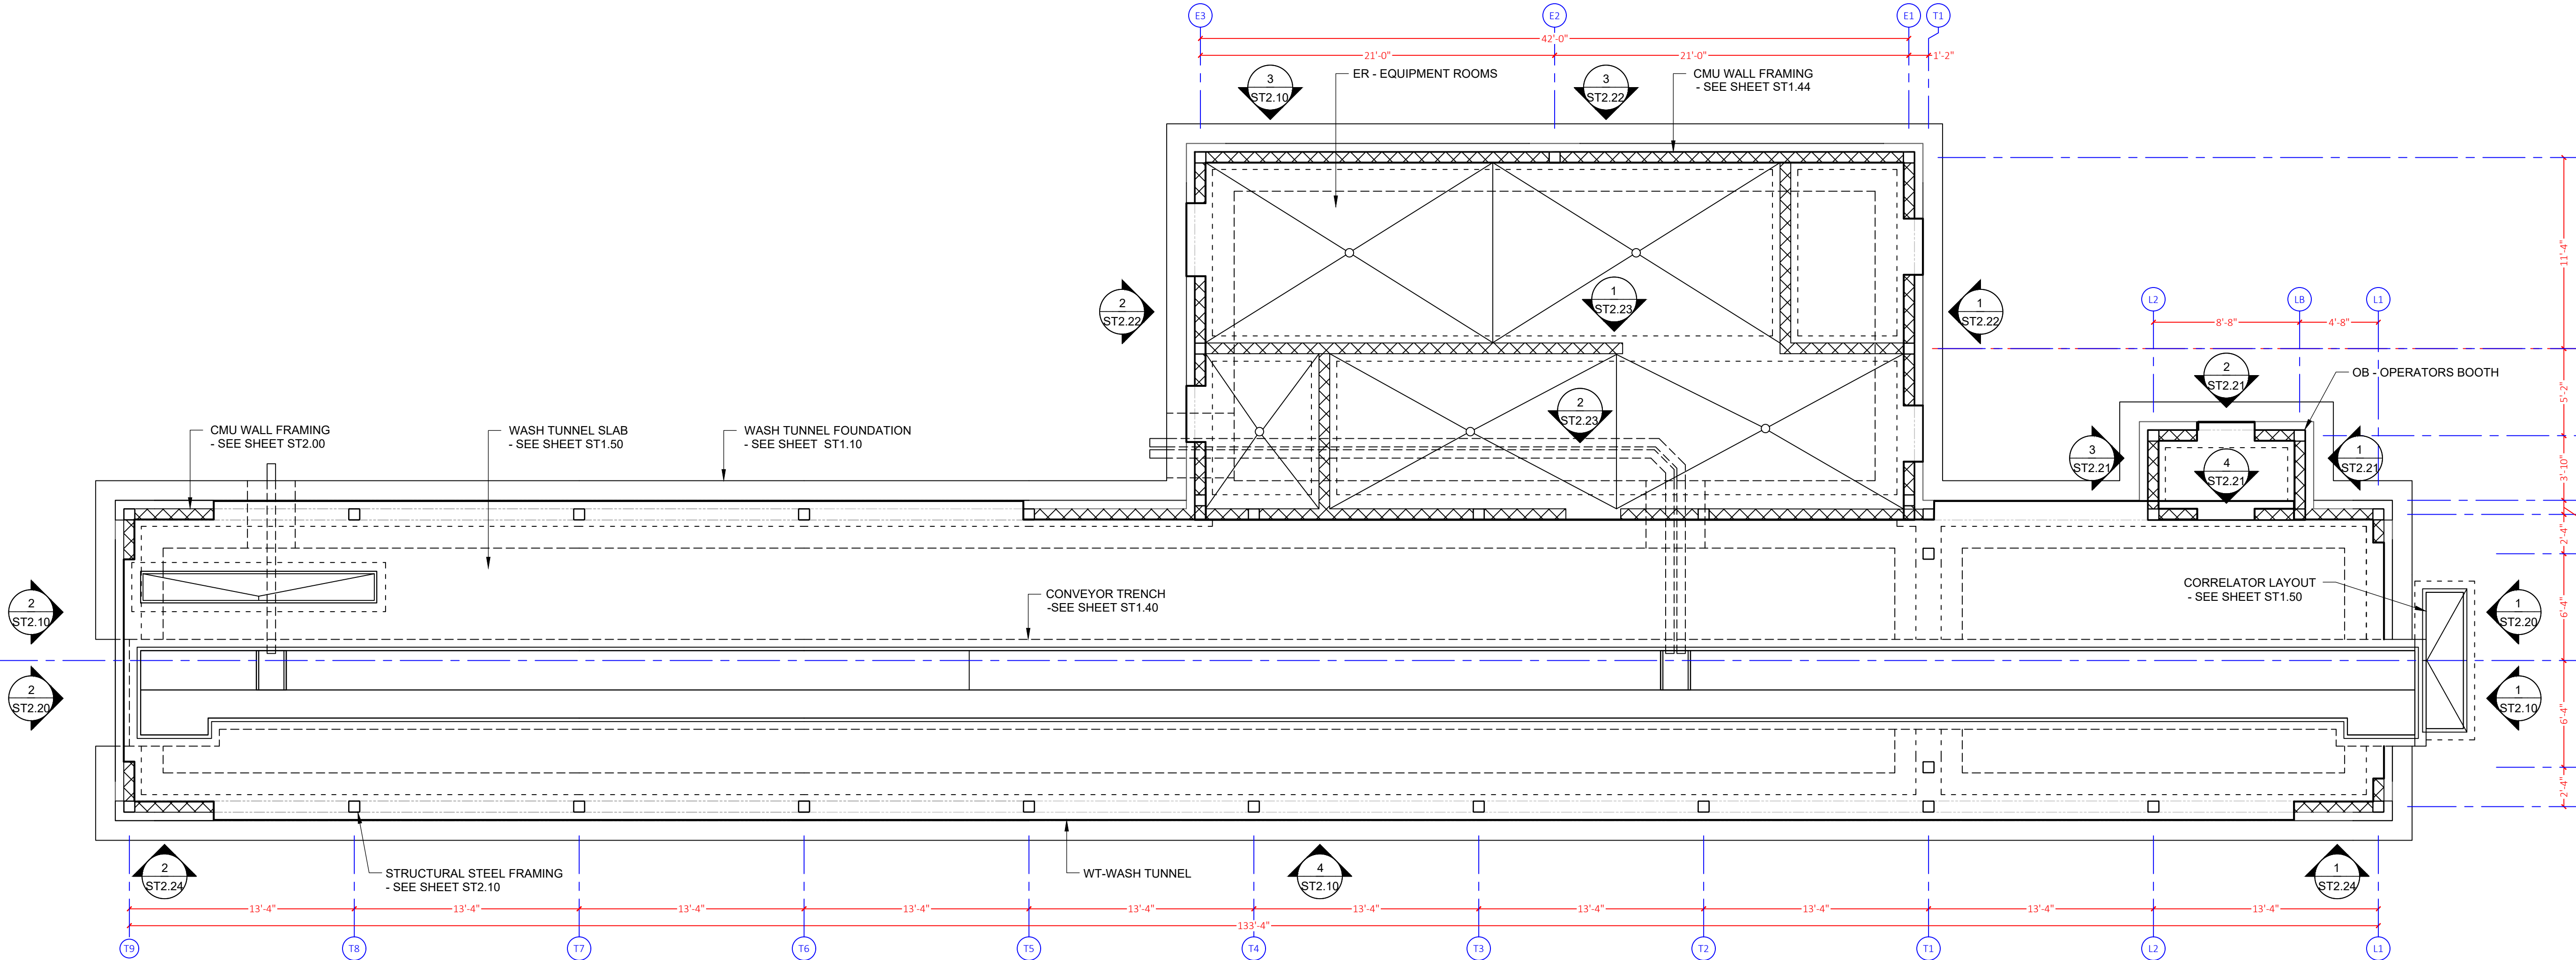 E3
E2
E1
T1
42'-0"
21'-0"
21'-0"
1'-2"
3
ST2.10
ER - EQUIPMENT ROOMS
3
ST2.22
CMU WALL FRAMING
- SEE SHEET ST1.44
11'-4"
2
ST2.22
1
ST2.23
1
ST2.22
L2
LB
L1
8'-8"
4'-8"
2
ST2.21
OB - OPERATORS BOOTH
5'-2"
2
ST2.23
CMU WALL FRAMING
- SEE SHEET ST2.00
WASH TUNNEL SLAB
- SEE SHEET ST1.50
WASH TUNNEL FOUNDATION
- SEE SHEET ST1.10
3
ST2.21
4
ST2.21
1
ST2.21
3'-10"
2'-4"
CONVEYOR TRENCH
-SEE SHEET ST1.40
CORRELATOR LAYOUT
- SEE SHEET ST1.50
2
ST2.10
1
ST2.20
6'-4"
2
ST2.20
1
ST2.10
6'-4"
2'-4"
2
ST2.24
STRUCTURAL STEEL FRAMING
- SEE SHEET ST2.10
WT-WASH TUNNEL
4
ST2.10
1
ST2.24
13'-4"
13'-4"
13'-4"
13'-4"
13'-4"
13'-4"
13'-4"
13'-4"
13'-4"
13'-4"
133'-4"
T9
T8
T7
T6
T5
T4
T3
T2
T1
L2
L1